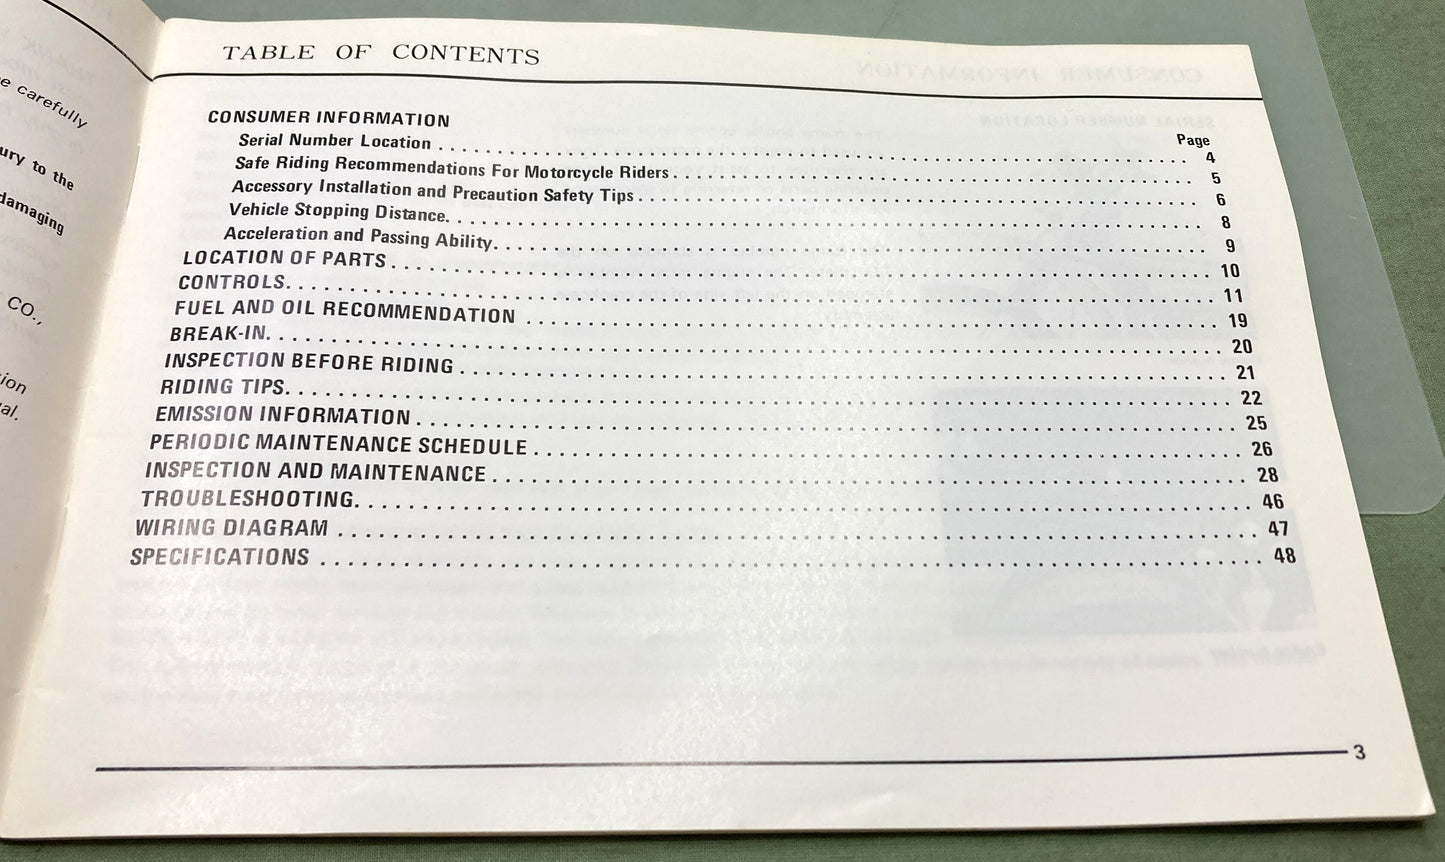 e carefully
ury to the
damaging
CO.,
ion
al.
TABLE OF CONTENTS
CONSUMER INFORMATION
Page
Serial Number Location . . . . . . . . . . . . . . . . . . . . 4
Safe Riding Recommendations For Motorcycle Riders . . . . . . . . . . . . . . . . . . . . 5
Accessory Installation and Precaution Safety Tips . . . . . . . . . . . . . . . . . . . . 6
Vehicle Stopping Distance. . . . . . . . . . . . . . . . . . . . 8
Acceleration and Passing Ability. . . . . . . . . . . . . . . . . . . . 9
LOCATION OF PARTS . . . . . . . . . . . . . . . . . . . . 10
CONTROLS. . . . . . . . . . . . . . . . . . . . 11
FUEL AND OIL RECOMMENDATION . . . . . . . . . . . . . . . . . . . . 19
BREAK-IN. . . . . . . . . . . . . . . . . . . . 20
INSPECTION BEFORE RIDING . . . . . . . . . . . . . . . . . . . . 21
RIDING TIPS. . . . . . . . . . . . . . . . . . . . 22
EMISSION INFORMATION . . . . . . . . . . . . . . . . . . . . 25
PERIODIC MAINTENANCE SCHEDULE . . . . . . . . . . . . . . . . . . . . 26
INSPECTION AND MAINTENANCE . . . . . . . . . . . . . . . . . . . . 28
TROUBLESHOOTING. . . . . . . . . . . . . . . . . . . . 46
WIRING DIAGRAM . . . . . . . . . . . . . . . . . . . . 47
SPECIFICATIONS . . . . . . . . . . . . . . . . . . . . 48
3